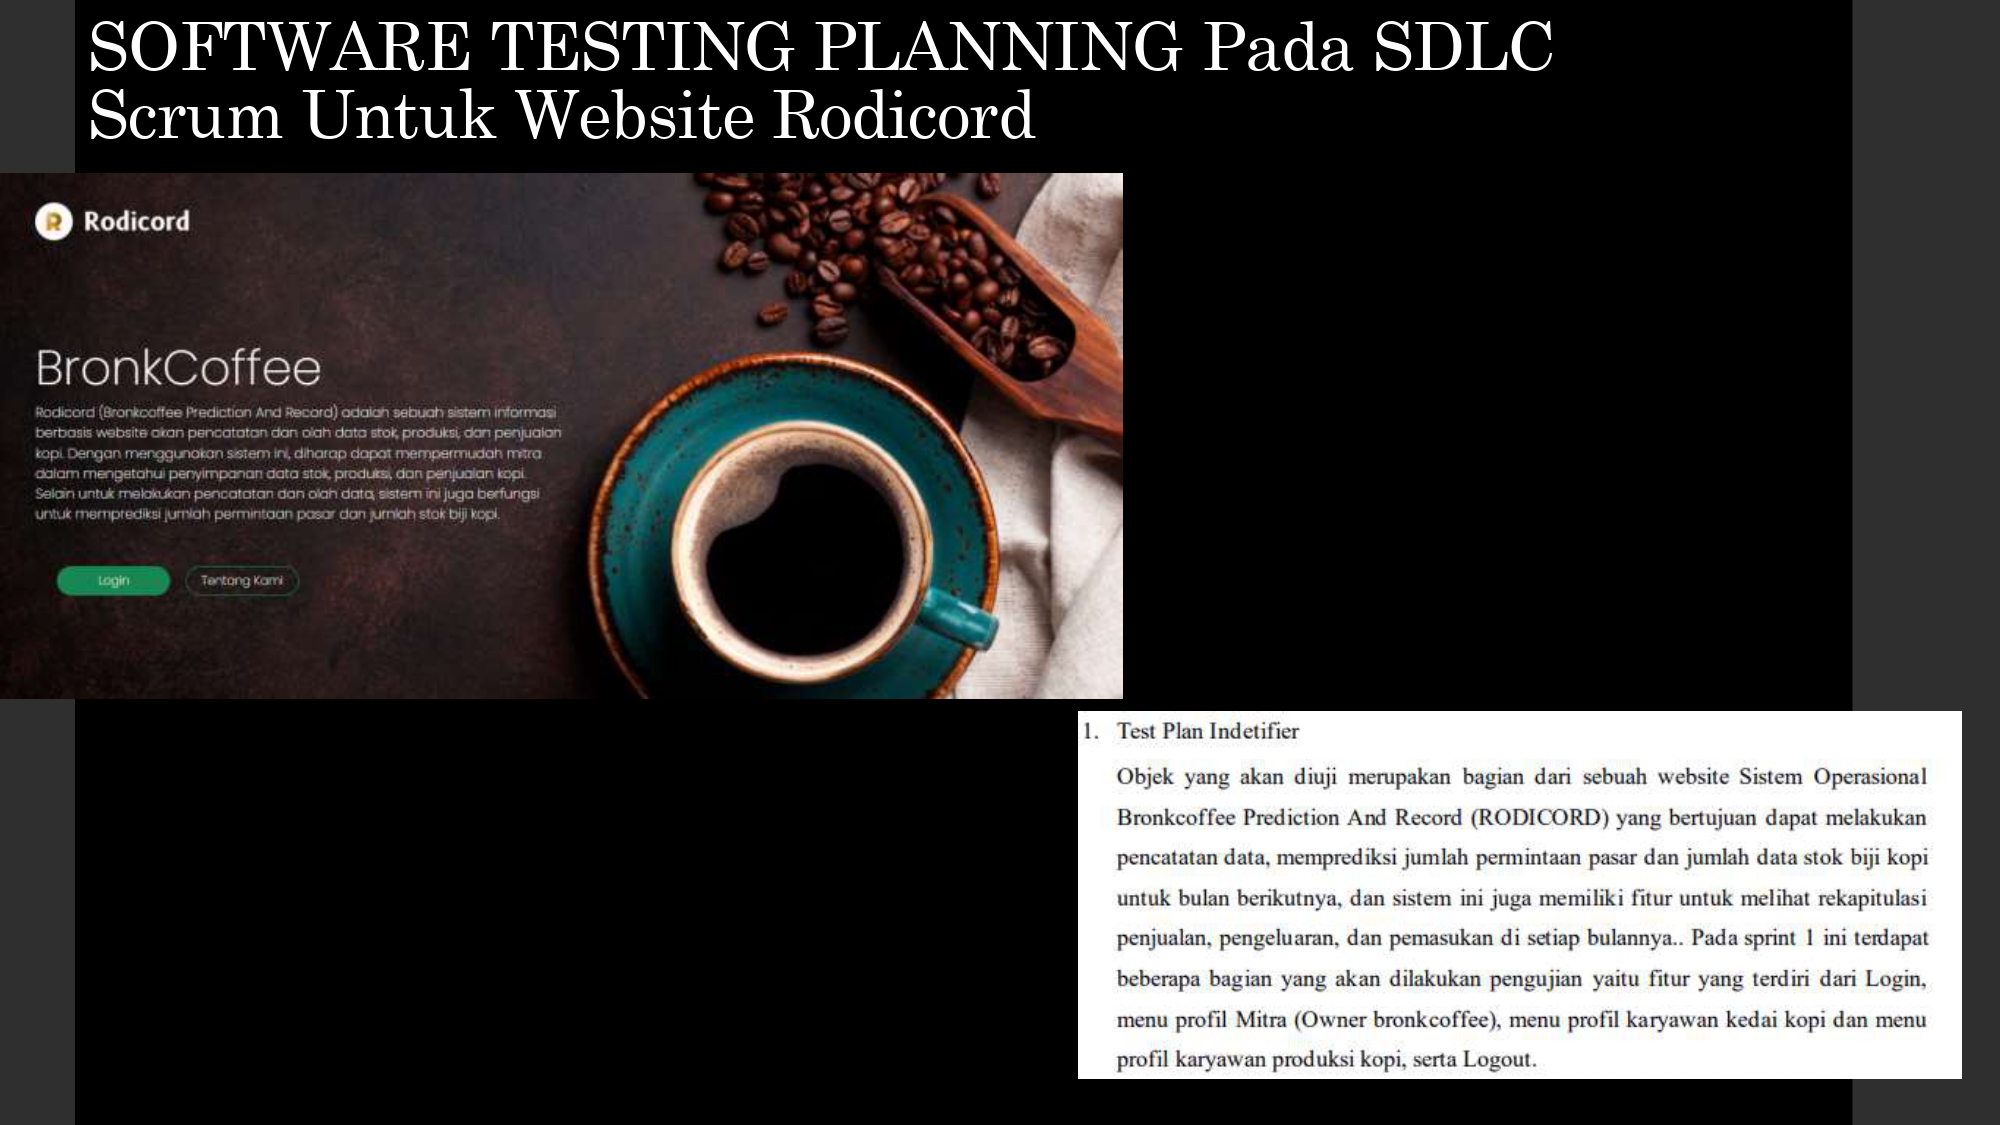 SOFTWARE TESTING PLANNING Pada SDLC
Scrum Untuk Website Rodicord
R Rodicord
BronkCoffee
Rodicord (Bronkcoffee Prediction And Record) adalah sebuah sistem informasi
berbasis website akan pencatatan dan olah data stok, produksi, dan penjualan
kopi. Dengan menggunakan sistem ini, diharap dapat mempermudah mitra
dalam mengetahui penyimpanan data stok, produksi, dan penjualan kopi.
Selain untuk melakukan pencatatan dan olah data, sistem ini juga berfungsi
untuk memprediksi jumlah permintaan pasar dan jumlah stok biji kopi.
Login Tentang Kami
1. Test Plan Indetifier
Objek yang akan diuji merupakan bagian dari sebuah website Sistem Operasional
Bronkcoffee Prediction And Record (RODICORD) yang bertujuan dapat melakukan
pencatatan data, memprediksi jumlah permintaan pasar dan jumlah data stok biji kopi
untuk bulan berikutnya, dan sistem ini juga memiliki fitur untuk melihat rekapitulasi
penjualan, pengeluaran, dan pemasukan di setiap bulannya.. Pada sprint 1 ini terdapat
beberapa bagian yang akan dilakukan pengujian yaitu fitur yang terdiri dari Login,
menu profil Mitra (Owner bronkcoffee), menu profil karyawan kedai kopi dan menu
profil karyawan produksi kopi, serta Logout.